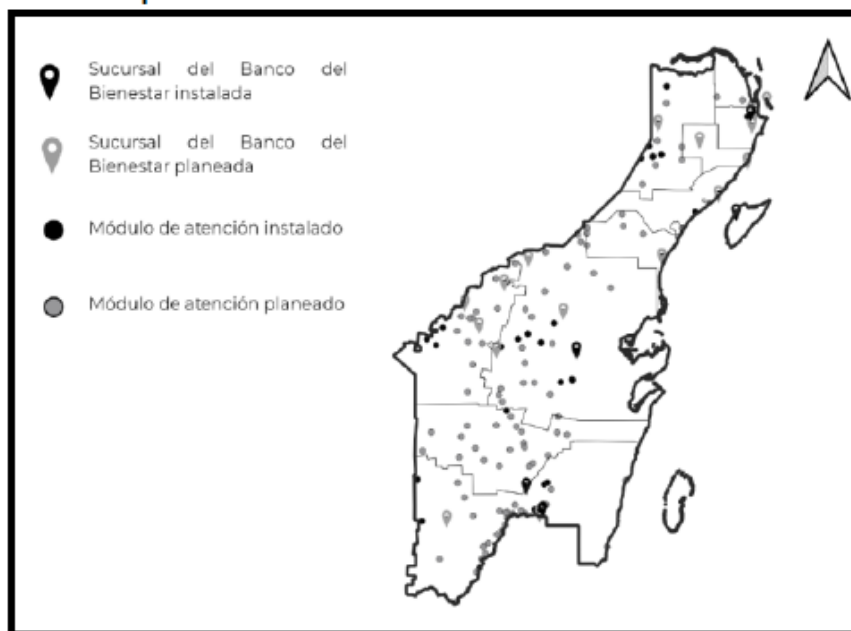 Sucursal del Banco del
Bienestar instalada
Sucursal del Banco del
Bienestar planeada
Módulo de atención instalado
Módulo de atención planeado